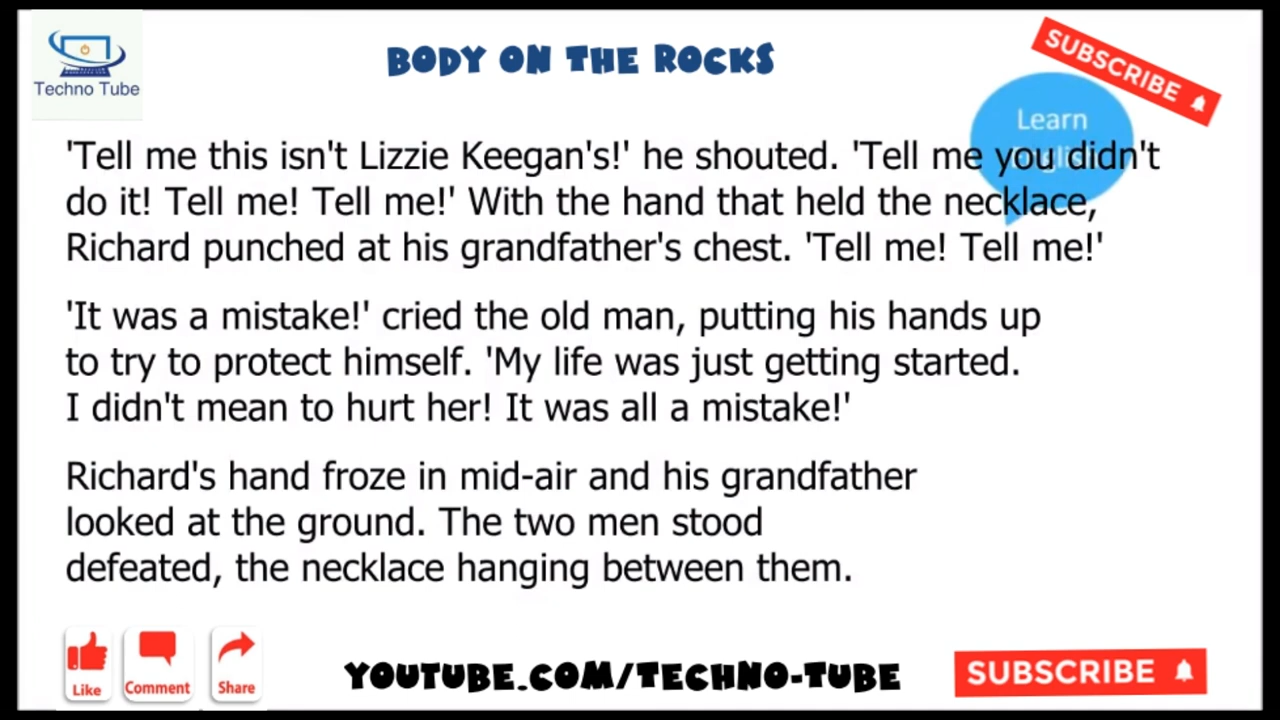 Techno Tube
BODY ON THE ROCKS
SUBSCRIBE
Learn
English
'Tell me this isn't Lizzie Keegan's!' he shouted. 'Tell me you didn't
do it! Tell me! Tell me!' With the hand that held the necklace,
Richard punched at his grandfather's chest. 'Tell me! Tell me!'
'It was a mistake!' cried the old man, putting his hands up
to try to protect himself. 'My life was just getting started.
I didn't mean to hurt her! It was all a mistake!'
Richard's hand froze in mid-air and his grandfather
looked at the ground. The two men stood
defeated, the necklace hanging between them.
Like
Comment
Share
YOUTUBE.COM/TECHNO-TUBE
SUBSCRIBE